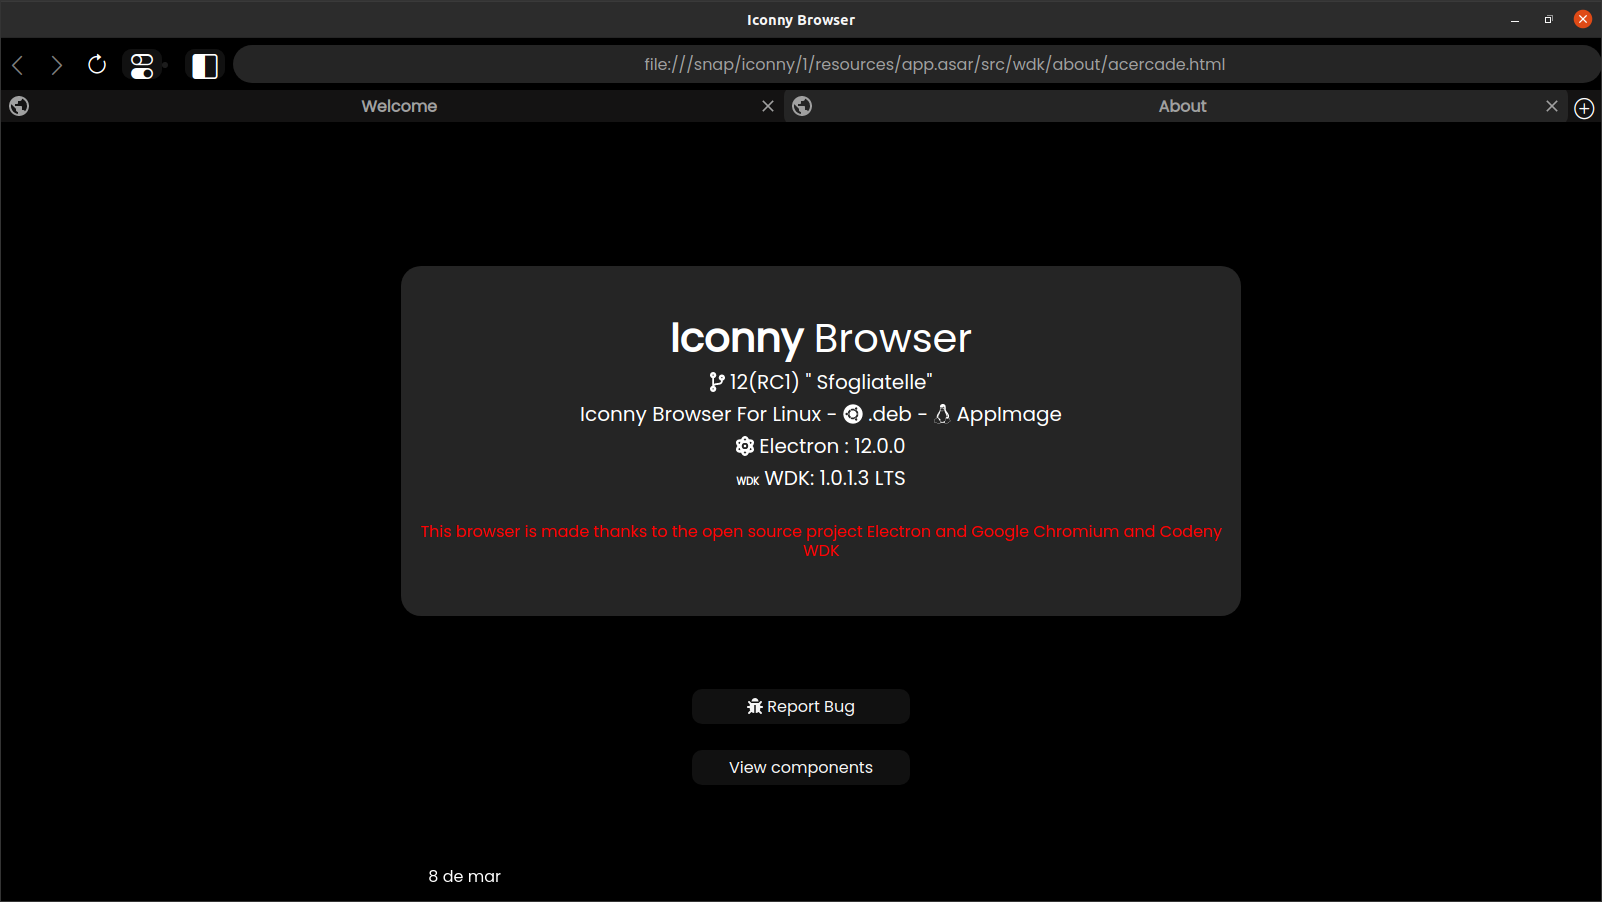 Iconny Browser
file:///snap/iconny/1/resources/app.asar/src/wdk/about/acercade.html
Welcome
About
Iconny Browser
12(RC1) " Sfogliatelle"
Iconny Browser For Linux - .deb - AppImage
Electron : 12.0.0
WDK WDK: 1.0.1.3 LTS
This browser is made thanks to the open source project Electron and Google Chromium and Codeny
WDK
Report Bug
View components
8 de mar